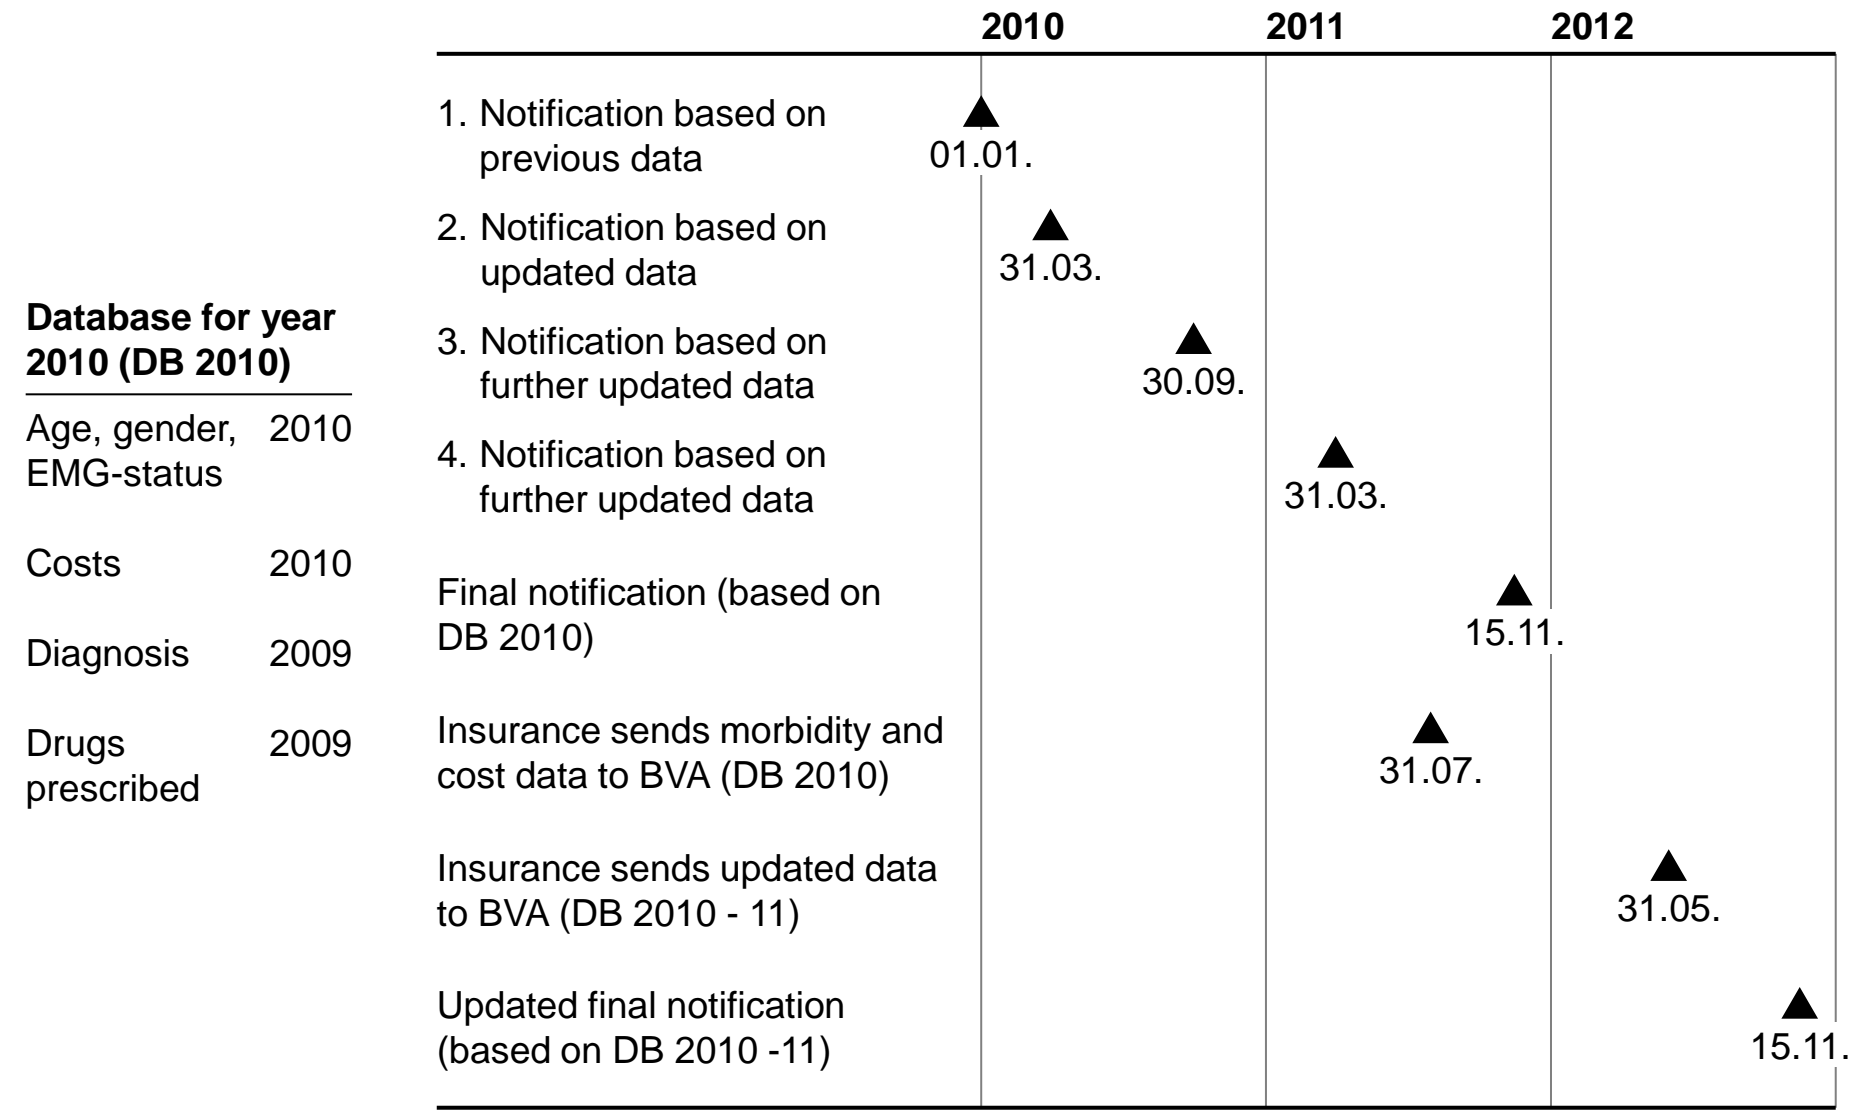 2010 2011 2012
1. Notification based on
previous data
01.01.
2. Notification based on
updated data
31.03.
3. Notification based on
further updated data
30.09.
4. Notification based on
further updated data
31.03.
Final notification (based on
DB 2010)
15.11.
Insurance sends morbidity and
cost data to BVA (DB 2010)
31.07.
Insurance sends updated data
to BVA (DB 2010 - 11)
31.05.
Updated final notification
(based on DB 2010 -11)
15.11.
Database for year
2010 (DB 2010)
Age, gender, 2010
EMG-status
Costs 2010
Diagnosis 2009
Drugs 2009
prescribed